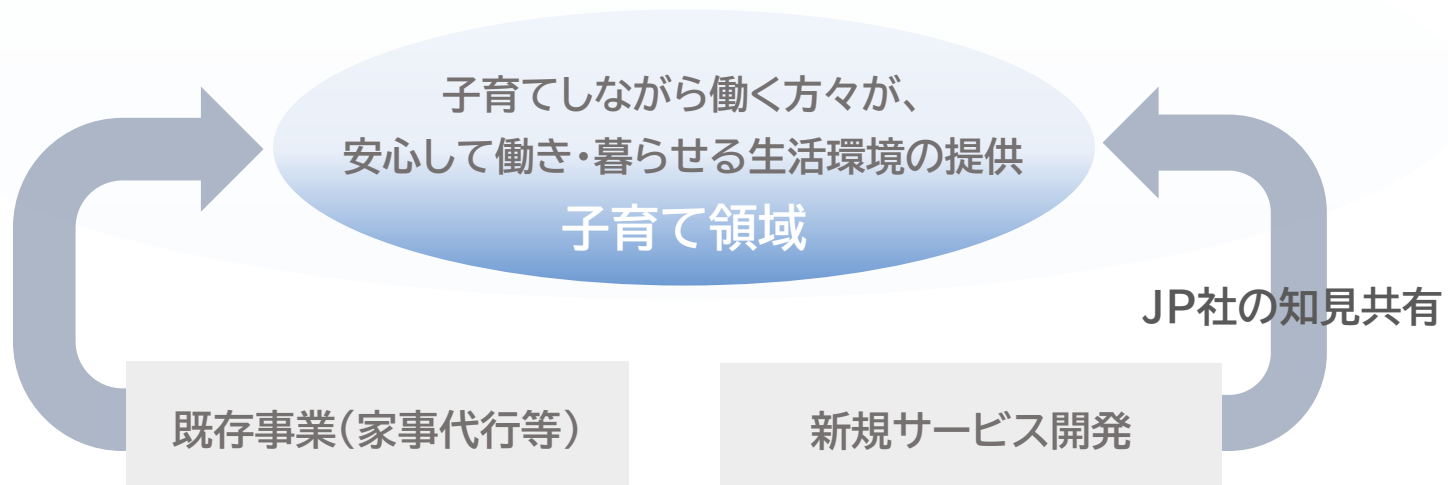 子育てしながら働く方々が、
安心して働き・暮らせる生活環境の提供
子育て領域
JP社の知見共有
既存事業(家事代行等)
新規サービス開発